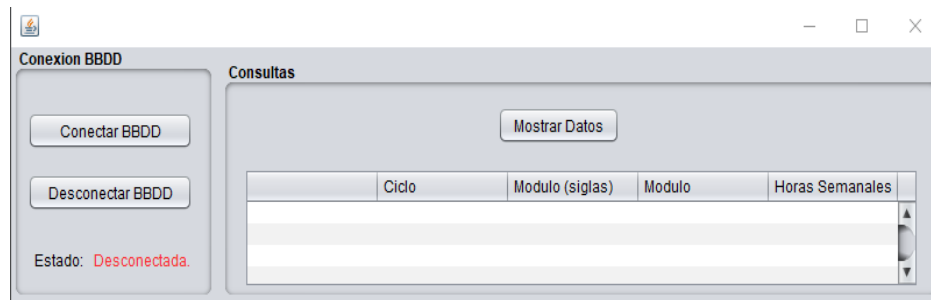 Conexion BBDD
Consultas
Conectar BBDD
Mostrar Datos
Desconectar BBDD
Ciclo Modulo (siglas) Modulo Horas Semanales
Estado: Desconectada.